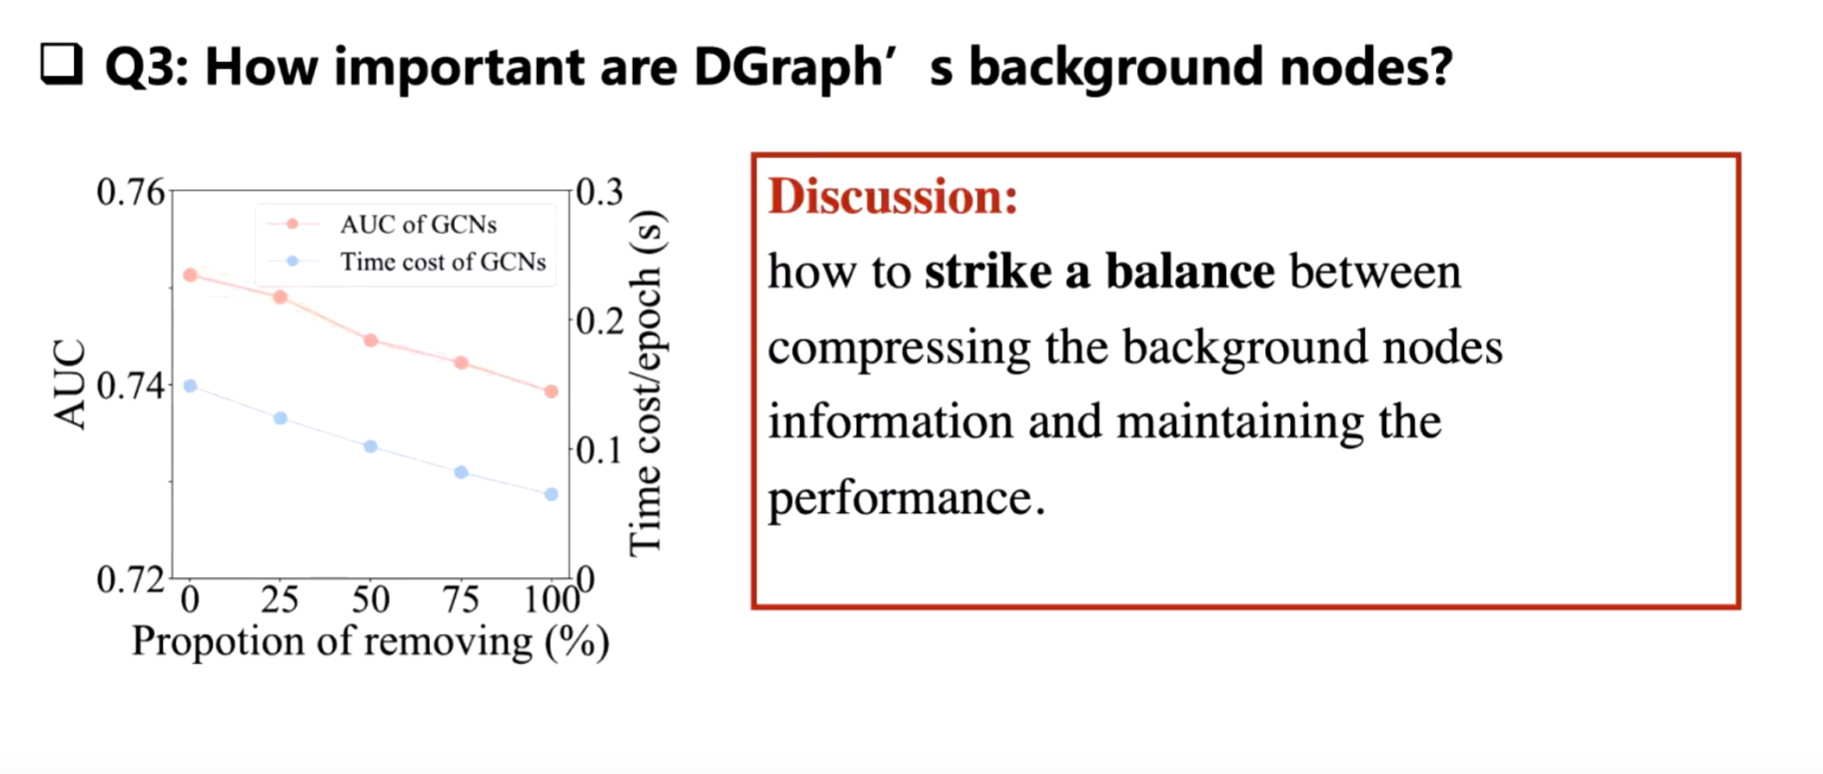 ❑ Q3: How important are DGraph’ s background nodes?
0.76
0.74
0.72
AUC
AUC of GCNs
Time cost of GCNs
0.3
0.2
0.1
0
Time cost/epoch (s)
0 25 50 75 100
Propotion of removing (%)
Discussion:
how to strike a balance between
compressing the background nodes
information and maintaining the
performance.